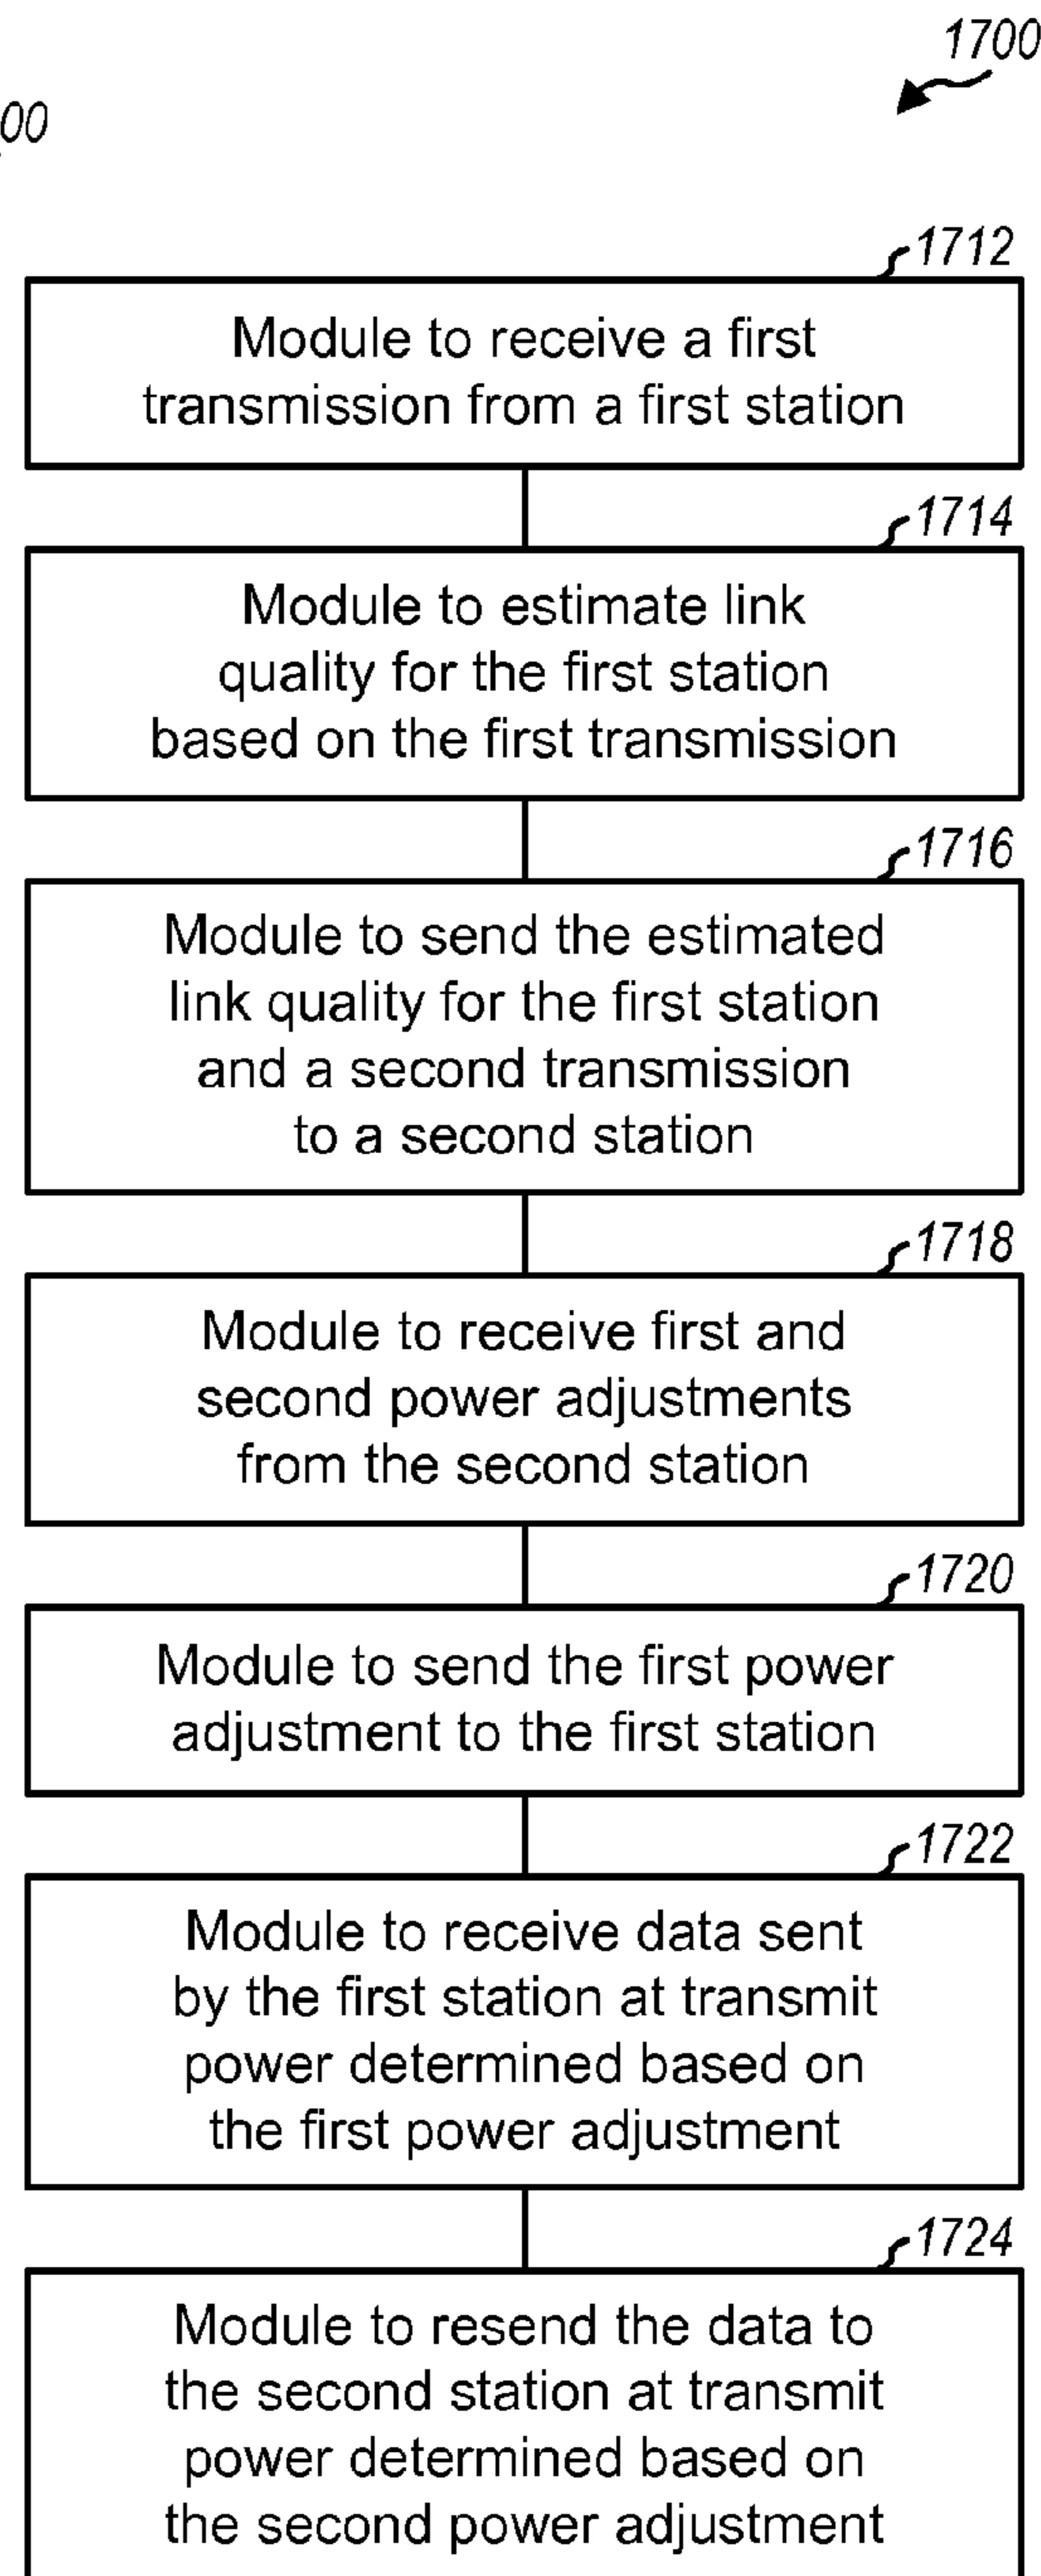 1700
00
1712
Module to receive a first
transmission from a first station
1714
Module to estimate link
quality for the first station
based on the first transmission
1716
Module to send the estimated
link quality for the first station
and a second transmission
to a second station
1718
Module to receive first and
second power adjustments
from the second station
1720
Module to send the first power
adjustment to the first station
1722
Module to receive data sent
by the first station at transmit
power determined based on
the first power adjustment
1724
Module to resend the data to
the second station at transmit
power determined based on
the second power adjustment